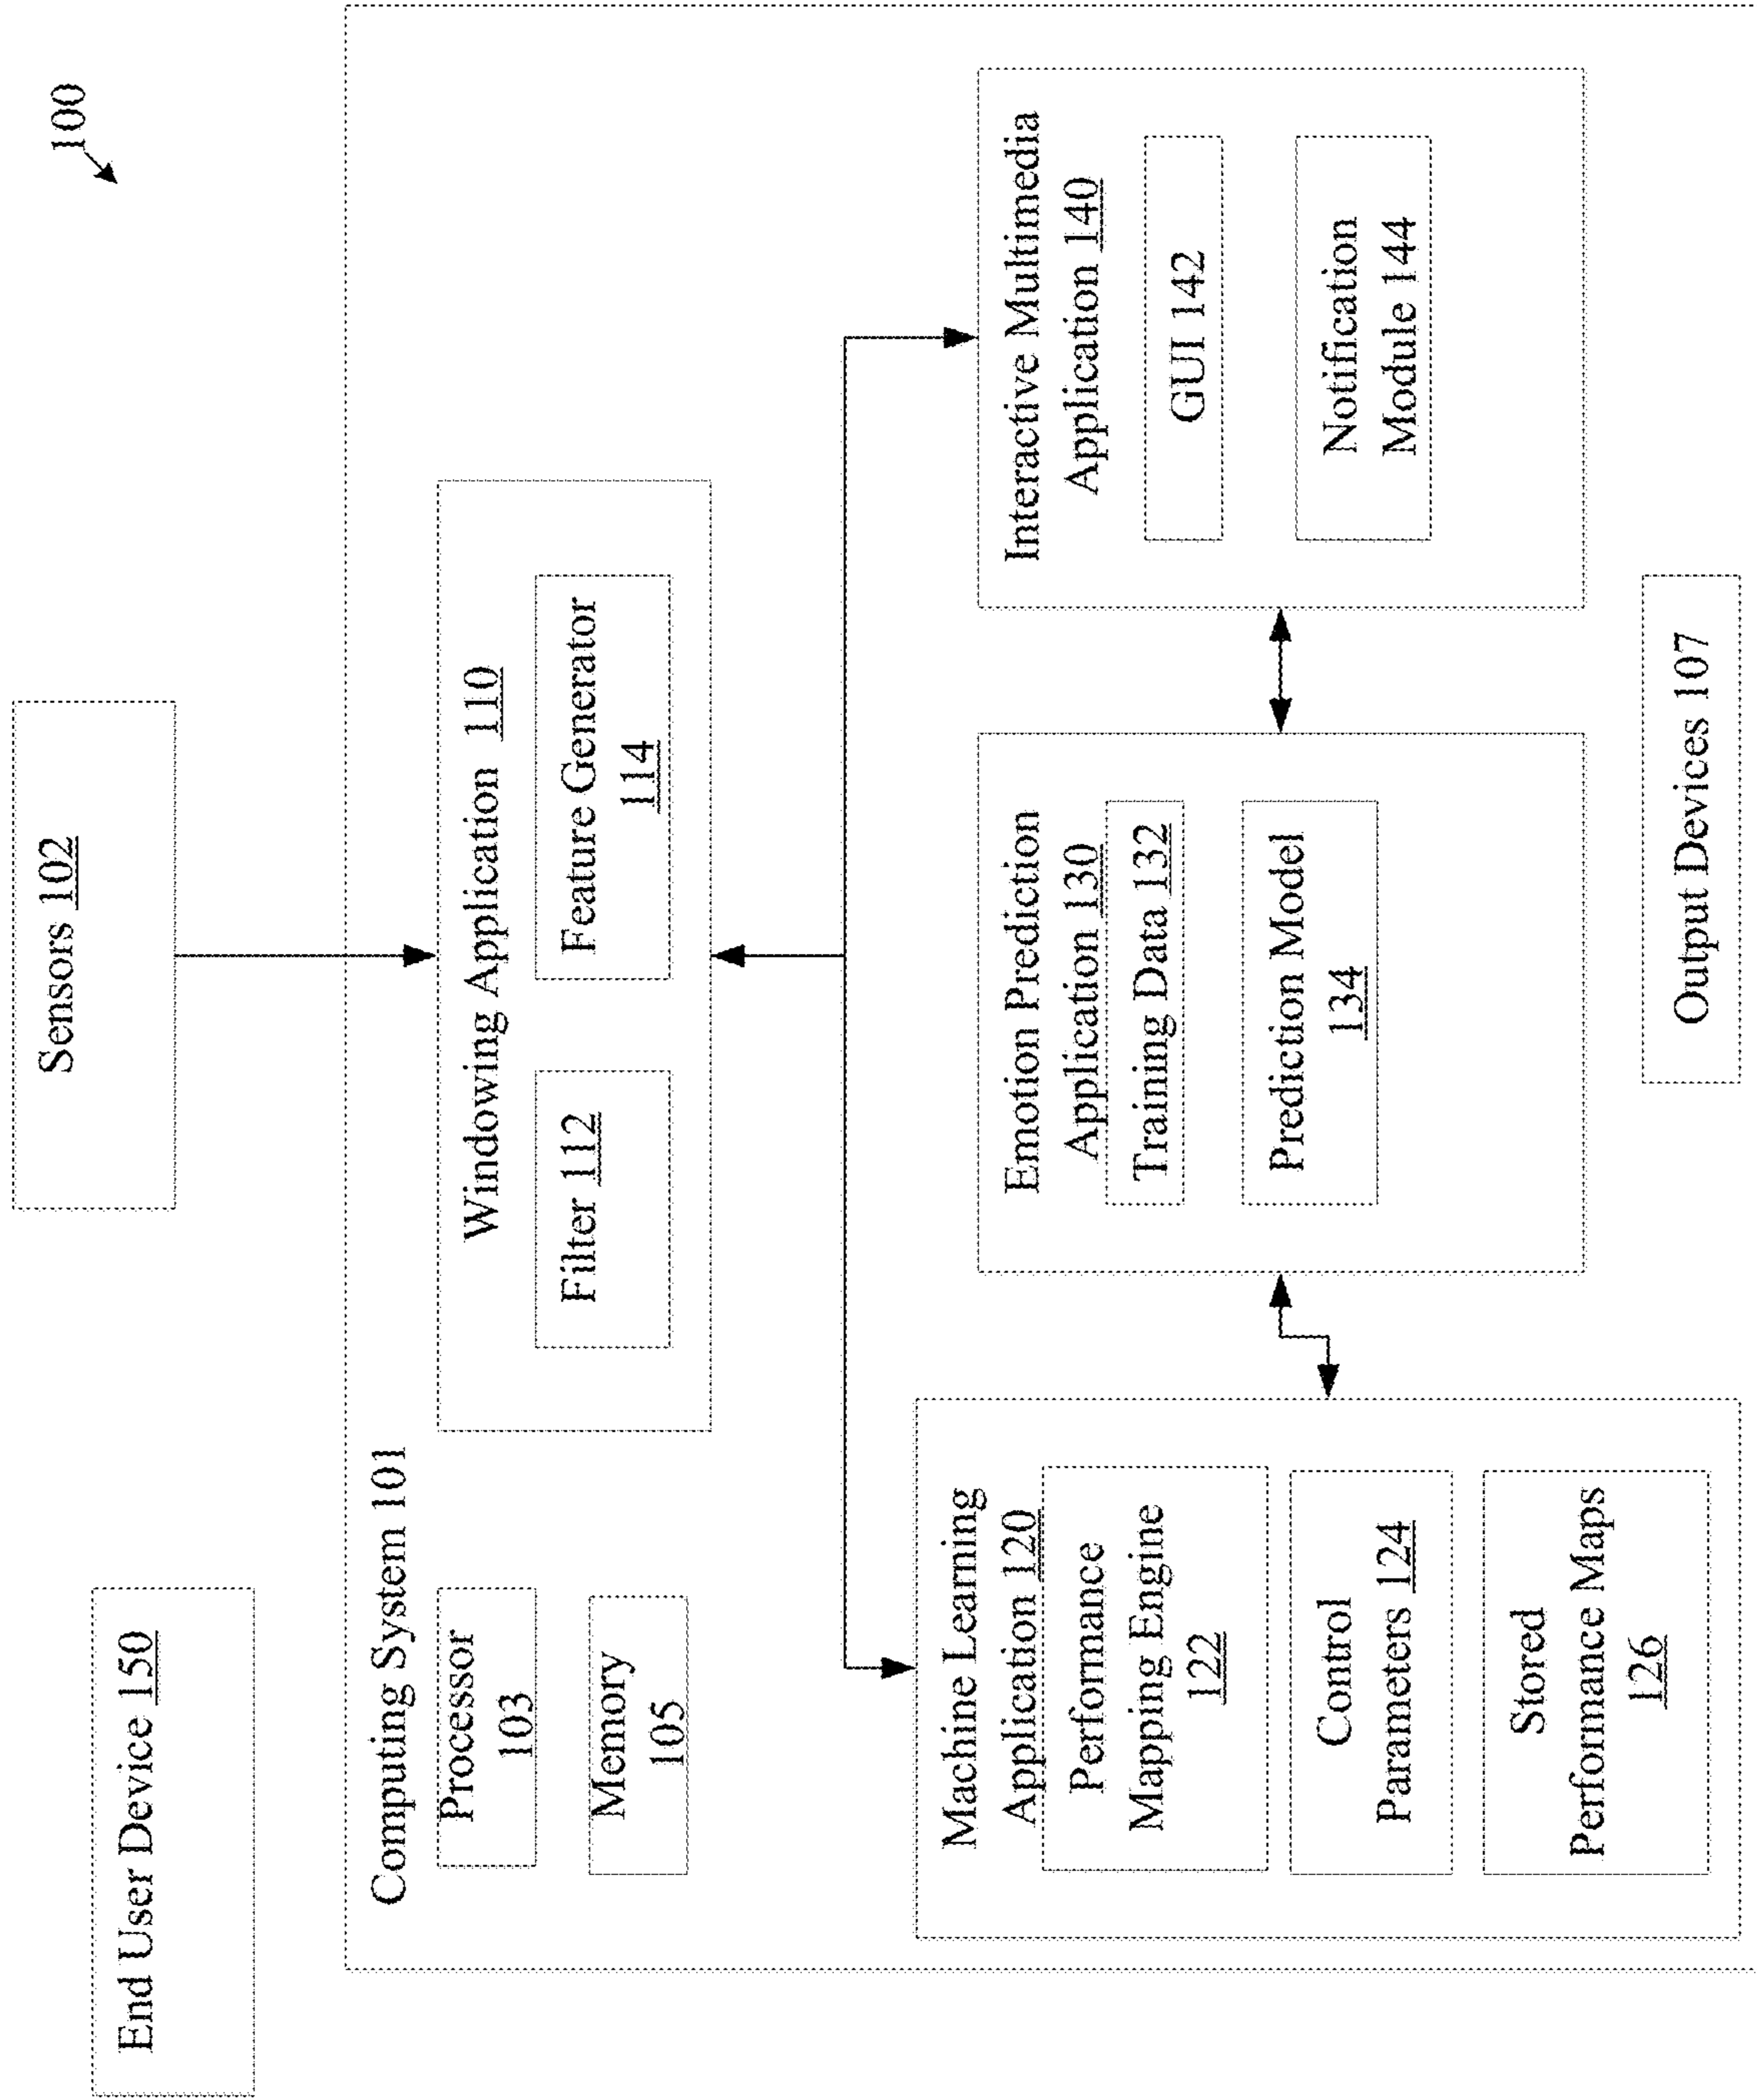 100
End User Device 150
Sensors 102
Computing System 101
Processor
103
Memory
105
Windowing Application 110
Filter 112
Feature Generator
114
Machine Learning
Application 120
Performance
Mapping Engine
122
Control
Parameters 124
Stored
Performance Maps
126
Emotion Prediction
Application 130
Training Data 132
Prediction Model
134
Interactive Multimedia
Application 140
GUI 142
Notification
Module 144
Output Devices 107